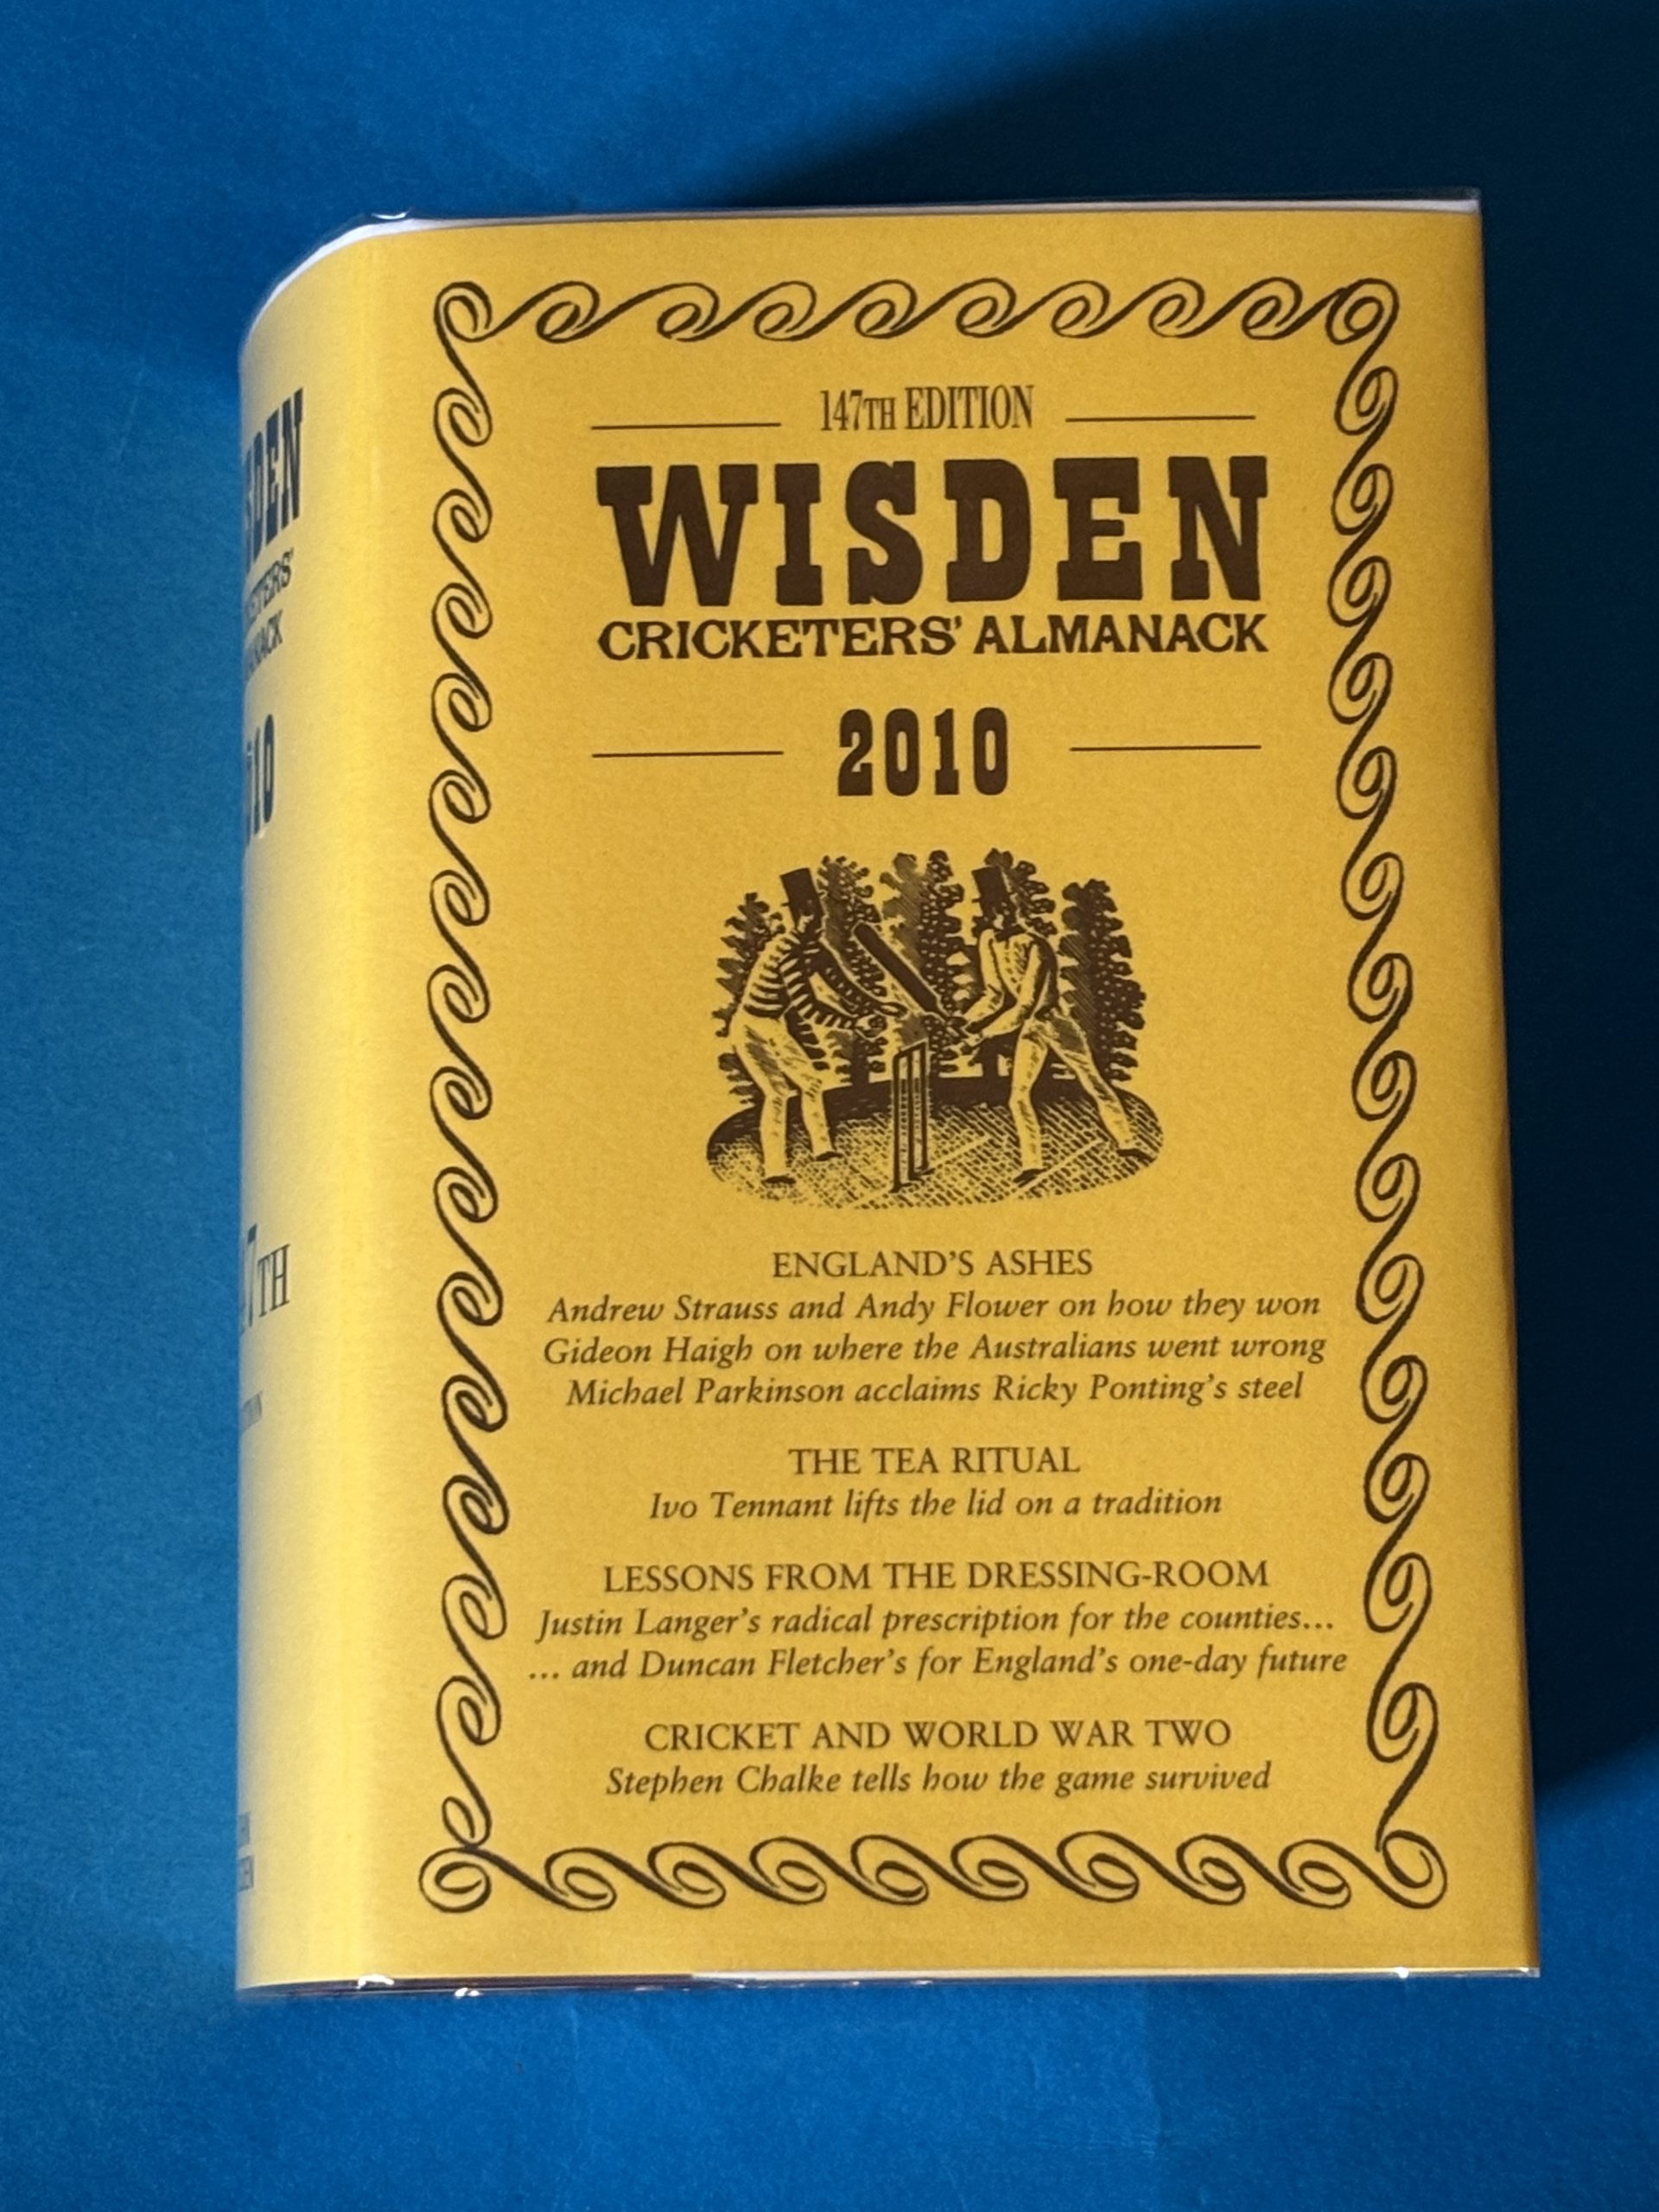 147TH EDITION
WISDEN
CRICKETERS' ALMANACK
2010
ENGLAND'S ASHES
Andrew Strauss and Andy Flower on how they won
Gideon Haigh on where the Australians went wrong
Michael Parkinson acclaims Ricky Ponting's steel
THE TEA RITUAL
Ivo Tennant lifts the lid on a tradition
LESSONS FROM THE DRESSING-ROOM
Justin Langer's radical prescription for the counties...
... and Duncan Fletcher's for England's one-day future
CRICKET AND WORLD WAR TWO
Stephen Chalke tells how the game survived